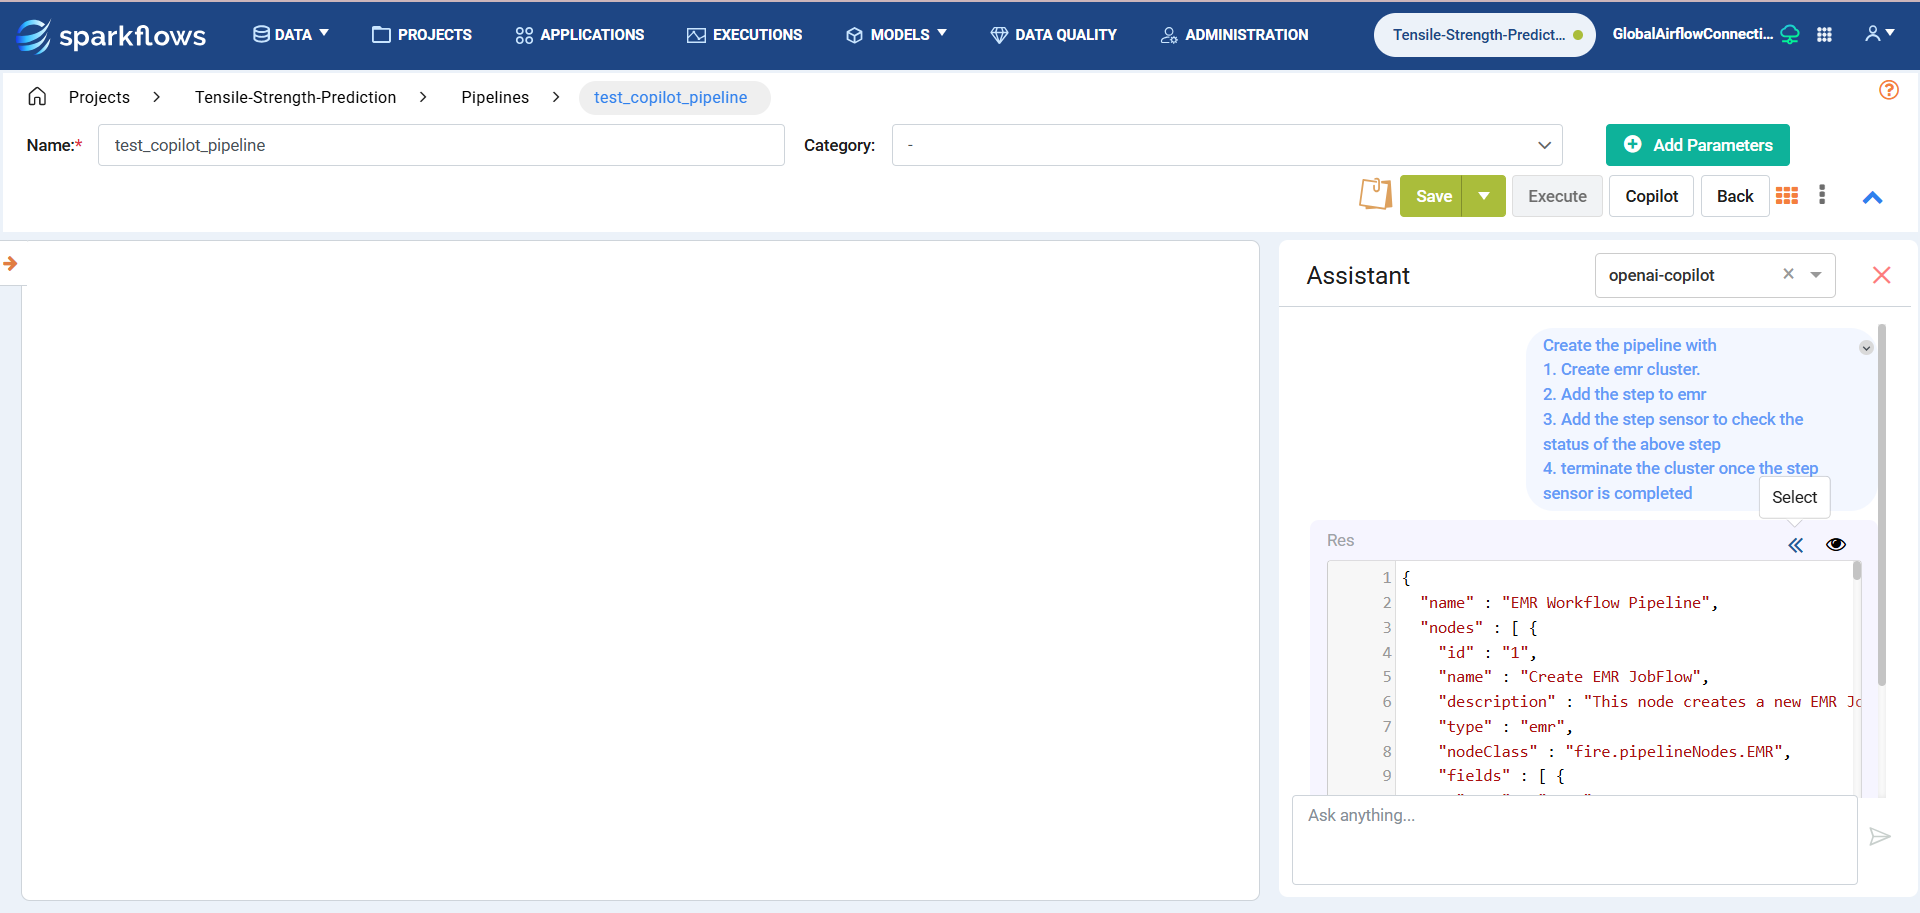 sparkflows
DATA
PROJECTS
APPLICATIONS
EXECUTIONS
MODELS
DATA QUALITY
ADMINISTRATION
Tensile-Strength-Predict...
GlobalAirflowConnecti...
Projects > Tensile-Strength-Prediction > Pipelines > test_copilot_pipeline
?
Name:*
test_copilot_pipeline
Category:
-
Add Parameters
Save
Execute
Copilot
Back
Assistant
openai-copilot
Create the pipeline with
1. Create emr cluster.
2. Add the step to emr
3. Add the step sensor to check the
status of the above step
4. terminate the cluster once the step
sensor is completed
Select
Res
1 {
2 "name" : "EMR Workflow Pipeline",
3 "nodes" : [ {
4 "id" : "1",
5 "name" : "Create EMR JobFlow",
6 "description" : "This node creates a new EMR Jo
7 "type" : "emr",
8 "nodeClass" : "fire.pipelineNodes.EMR",
9 "fields" : [ {
Ask anything...